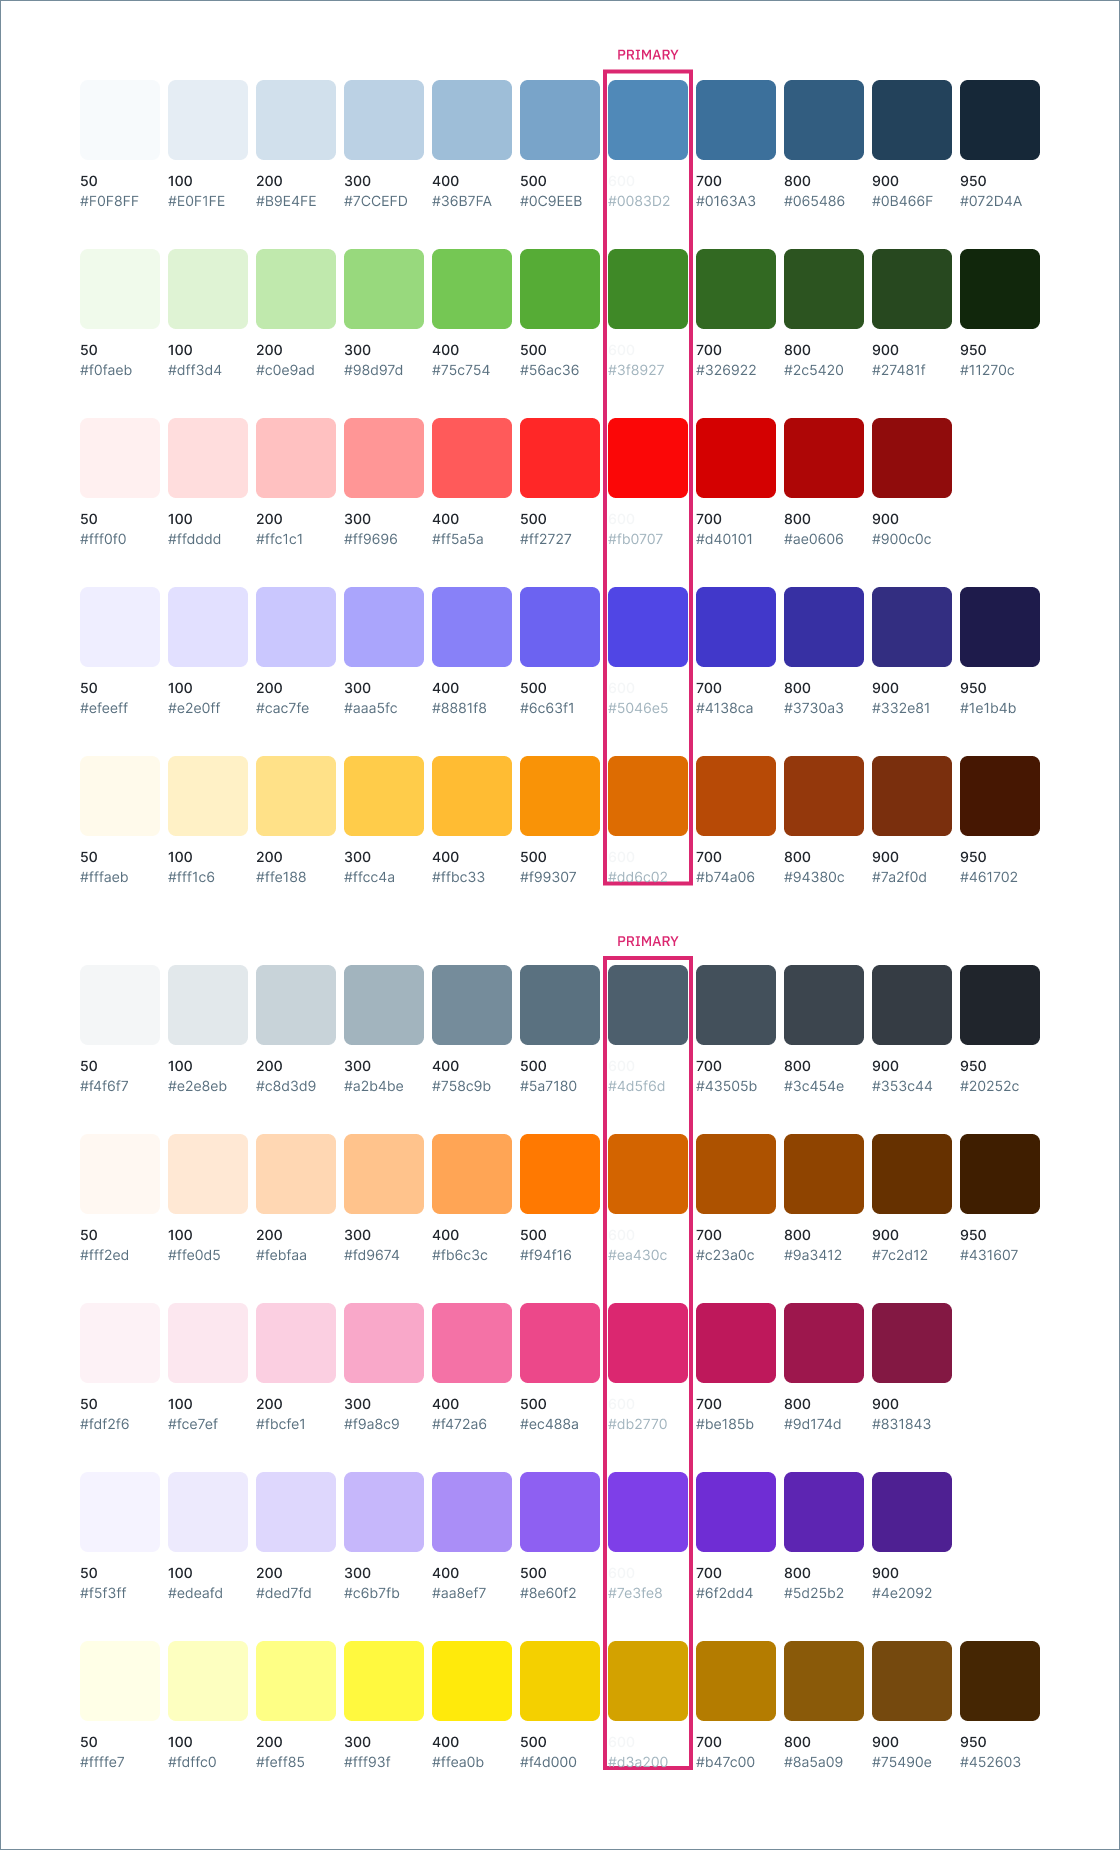 PRIMARY
50 100 200 300 400 500 600 700 800 900 950
#F0F8FF #E0F1FE #B9E4FE #7CCEFD #36B7FA #0C9EEB #0083D2 #0163A3 #065486 #0B466F #072D4A
50 100 200 300 400 500 600 700 800 900 950
#f0faeb #dff3d4 #c0e9ad #98d97d #75c754 #56ac36 #3f8927 #326922 #2c5420 #27481f #11270c
50 100 200 300 400 500 600 700 800 900
#fff0f0 #ffdddd #ffc1c1 #ff9696 #ff5a5a #ff2727 #fb0707 #d40101 #ae0606 #900c0c
50 100 200 300 400 500 600 700 800 900 950
#efeeff #e2e0ff #cac7fe #aaa5fc #8881f8 #6c63f1 #5046e5 #4138ca #3730a3 #332e81 #1e1b4b
50 100 200 300 400 500 600 700 800 900 950
#fffaeb #fff1c6 #ffe188 #ffcc4a #ffbc33 #f99307 #dd6c02 #b74a06 #94380c #7a2f0d #461702
PRIMARY
50 100 200 300 400 500 600 700 800 900 950
#f4f6f7 #e2e8eb #c8d3d9 #a2b4be #758c9b #5a7180 #4d5f6d #43505b #3c454e #353c44 #20252c
50 100 200 300 400 500 600 700 800 900 950
#fff2ed #ffe0d5 #febfaa #fd9674 #fb6c3c #f94f16 #ea430c #c23a0c #9a3412 #7c2d12 #431607
50 100 200 300 400 500 600 700 800 900
#fdf2f6 #fce7ef #fbcfe1 #f9a8c9 #f472a6 #ec488a #db2770 #be185b #9d174d #831843
50 100 200 300 400 500 600 700 800 900
#f5f3ff #edeafd #ded7fd #c6b7fb #aa8ef7 #8e60f2 #7e3fe8 #6f2dd4 #5d25b2 #4e2092
50 100 200 300 400 500 600 700 800 900 950
#ffffe7 #fdffc0 #feff85 #fff93f #ffea0b #f4d000 #d3a200 #b47c00 #8a5a09 #75490e #452603